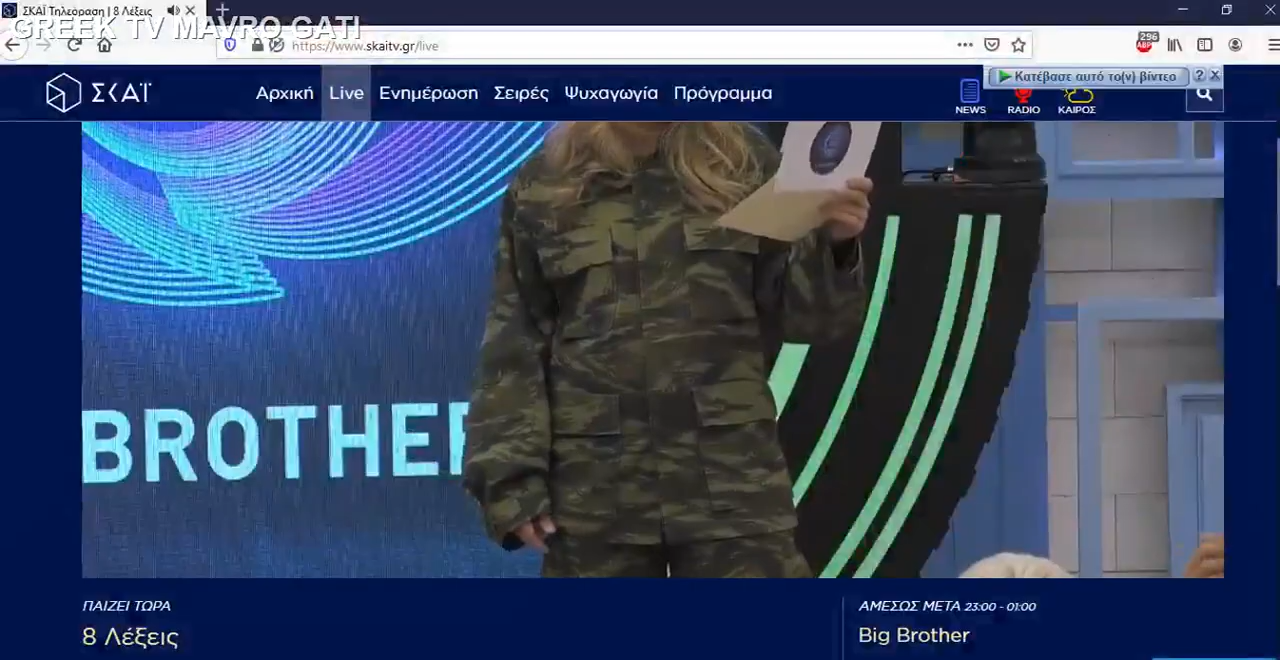 ΣΚΑΪ Τηλεόραση | 8 Λέξεις
GREEK TV MAVRO GATI
https://www.skaitv.gr/live
296
ABP
Κατέβασε αυτό το(ν) βίντεο ?
ΣΚΑΪ
Αρχική Live Ενημέρωση Σειρές Ψυχαγωγία Πρόγραμμα
NEWS RADIO ΚΑΙΡΟΣ
BROTHER
ΠΑΙΖΕΙ ΤΩΡΑ
8 Λέξεις
ΑΜΕΣΩΣ ΜΕΤΑ 23:00 - 01:00
Big Brother